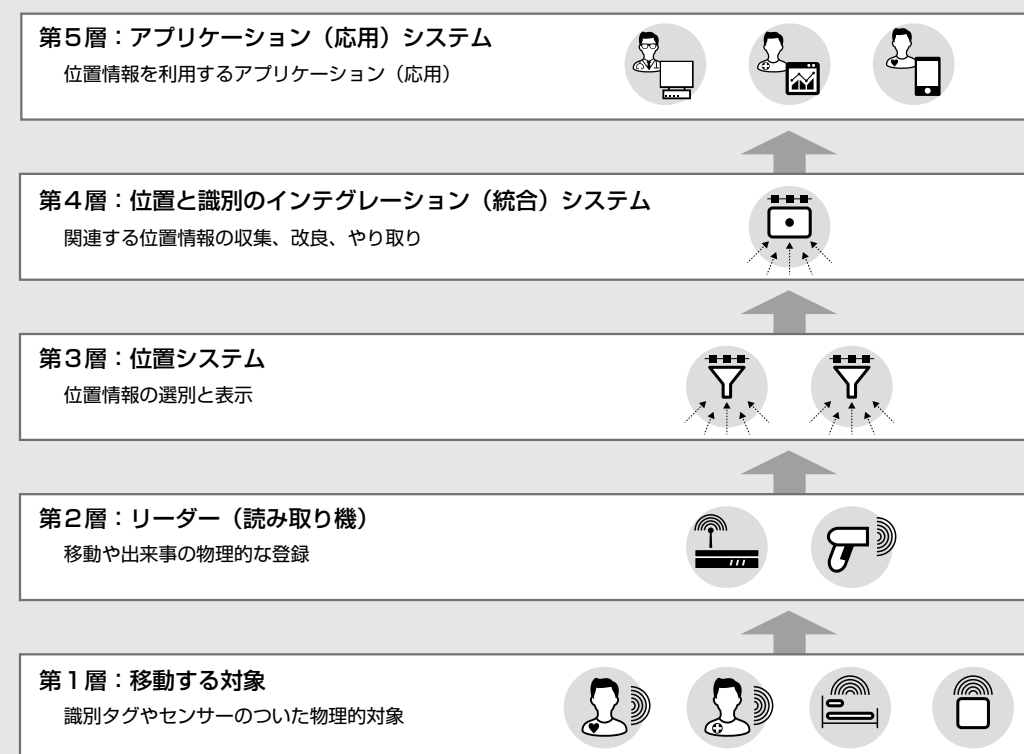 第5層：アプリケーション（応用）システム
位置情報を利用するアプリケーション（応用）
第4層：位置と識別のインテグレーション（統合）システム
関連する位置情報の収集、改良、やり取り
第3層：位置システム
位置情報の選別と表示
第2層：リーダー（読み取り機）
移動や出来事の物理的な登録
第1層：移動する対象
識別タグやセンサーのついた物理的対象